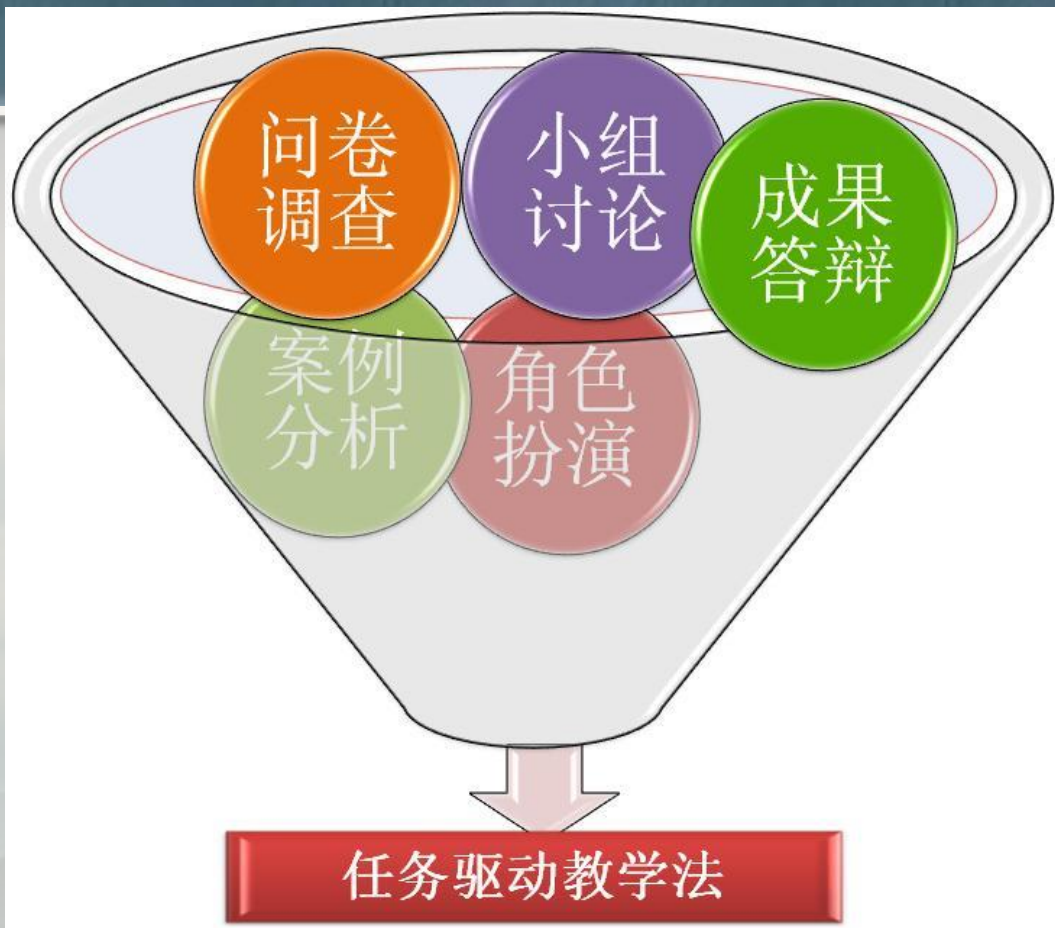 问卷
调查
小组
讨论
成果
答辩
案例
分析
角色
扮演
任务驱动教学法